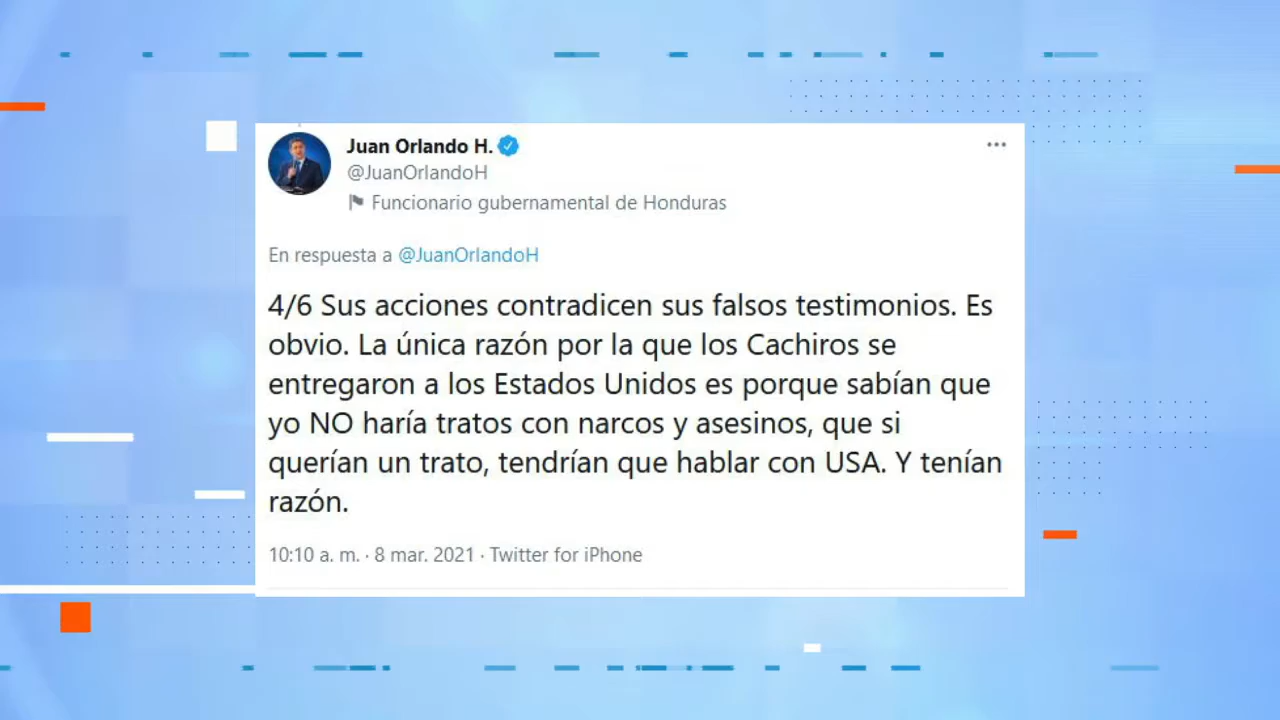 Juan Orlando H.
@JuanOrlandoH
Funcionario gubernamental de Honduras
En respuesta a @JuanOrlandoH
4/6 Sus acciones contradicen sus falsos testimonios. Es
obvio. La única razón por la que los Cachiros se
entregaron a los Estados Unidos es porque sabían que
yo NO haría tratos con narcos y asesinos, que si
querían un trato, tendrían que hablar con USA. Y tenían
razón.
10:10 a. m. · 8 mar. 2021 · Twitter for iPhone